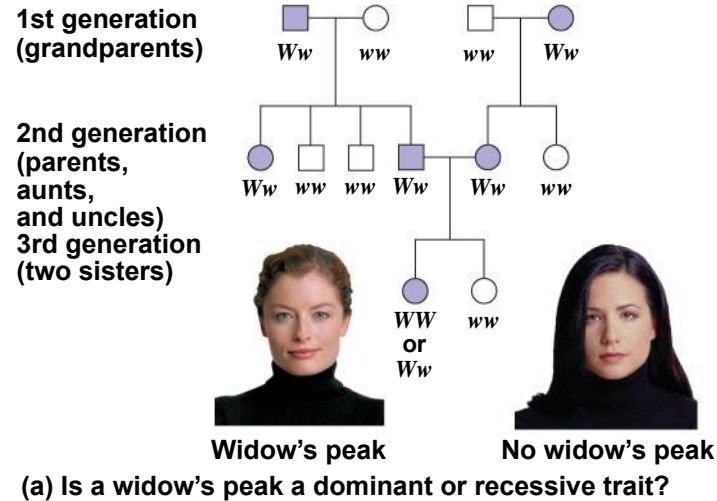 1st generation
(grandparents)
Ww ww ww Ww
2nd generation
(parents,
aunts,
and uncles)
Ww ww ww Ww Ww ww
3rd generation
(two sisters)
WW
or
Ww
ww
Widow’s peak No widow’s peak
(a) Is a widow’s peak a dominant or recessive trait?